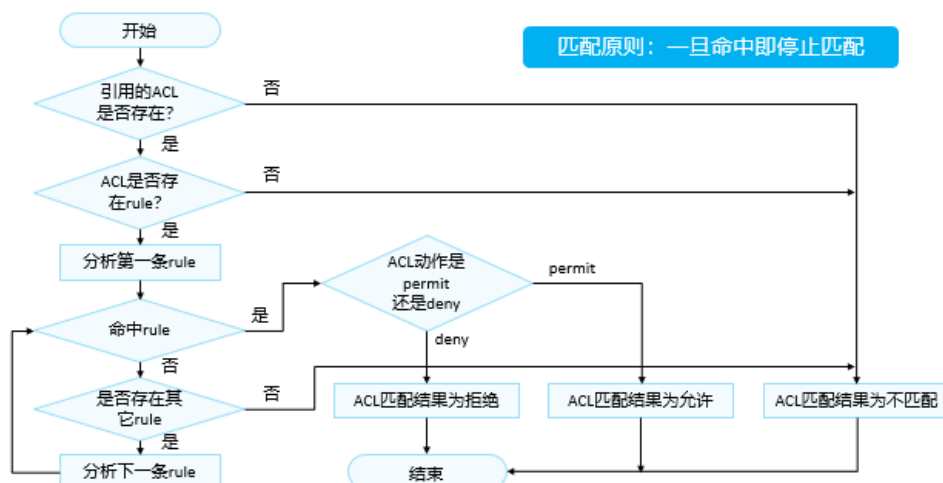 开始
匹配原则：一旦命中即停止匹配
引用的ACL
是否存在？
否
是
ACL是否存
在rule？
否
是
分析第一条rule
ACL动作是
permit
还是deny
permit
命中rule
是
deny
否
是否存在其
它rule
否
ACL匹配结果为拒绝
ACL匹配结果为允许
ACL匹配结果为不匹配
是
分析下一条rule
结束